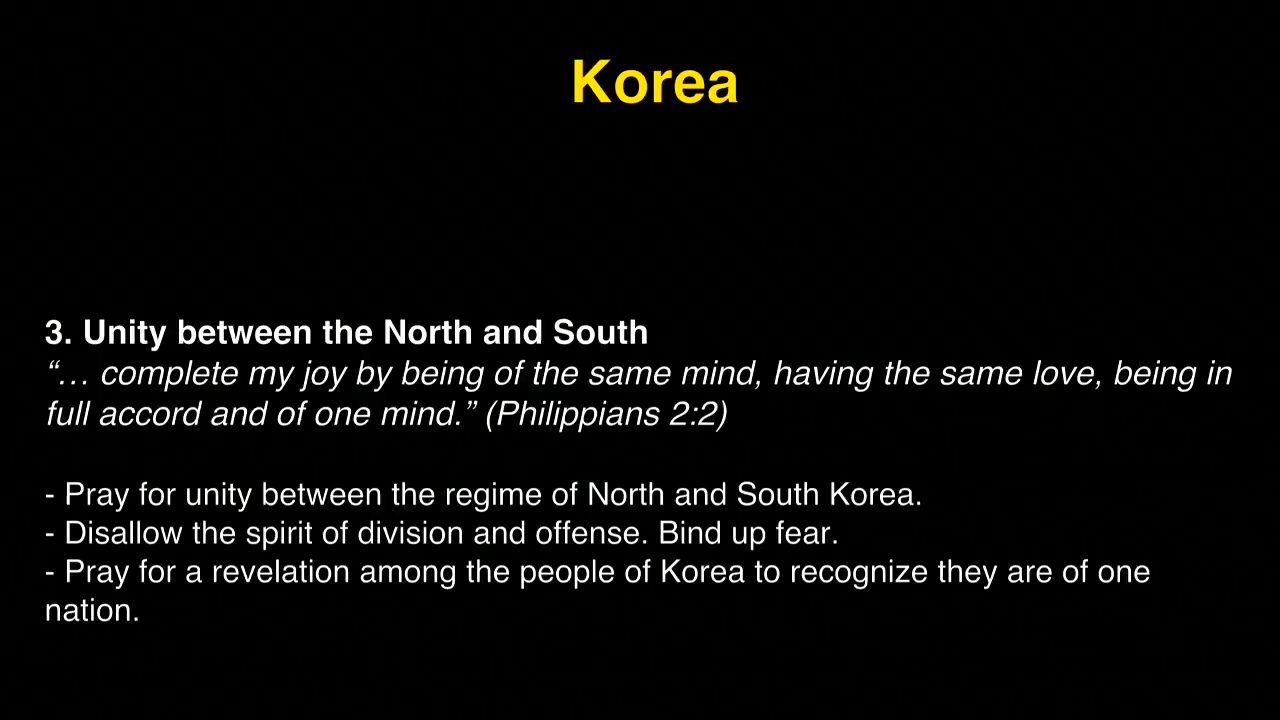 Korea
3. Unity between the North and South
“… complete my joy by being of the same mind, having the same love, being in
full accord and of one mind.” (Philippians 2:2)
- Pray for unity between the regime of North and South Korea.
- Disallow the spirit of division and offense. Bind up fear.
- Pray for a revelation among the people of Korea to recognize they are of one
nation.